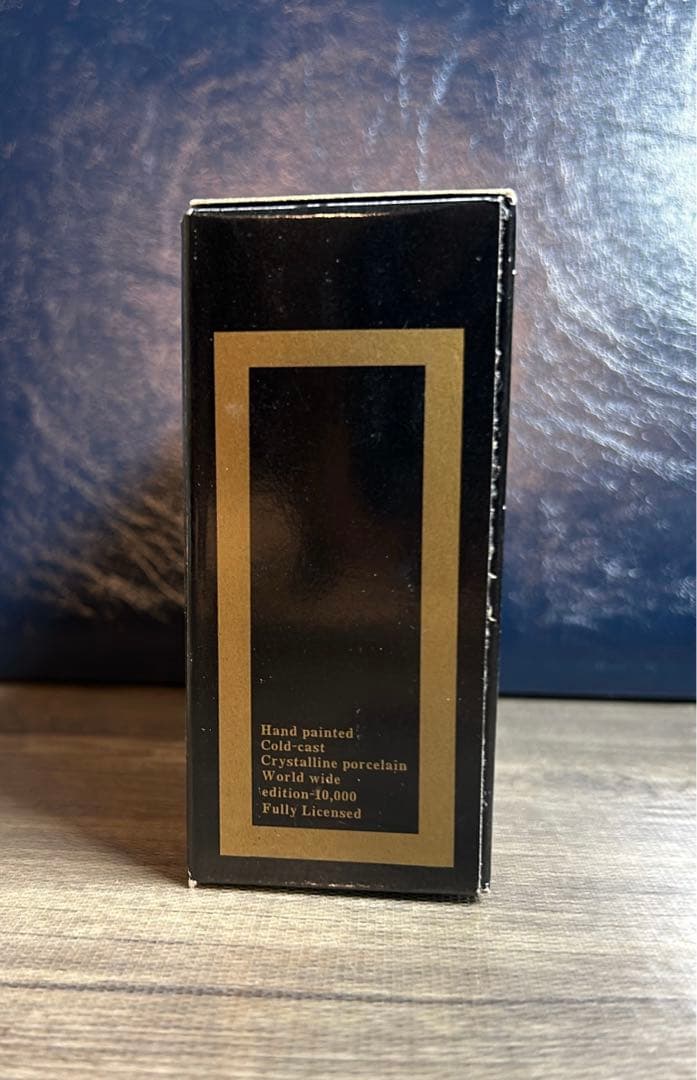 Hand painted
Cold-cast
Crystalline porcelain
World wide
edition-10,000
Fully Licensed